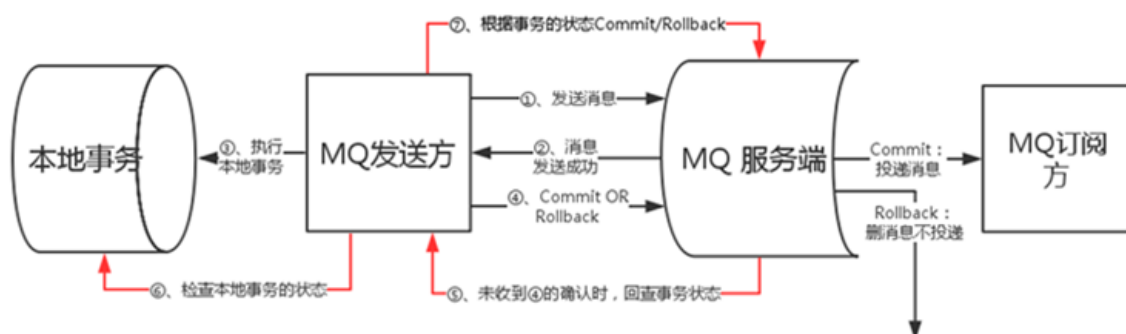 ⑦、根据事务的状态Commit/Rollback
①、发送消息
本地事务
③、执行
本地事务
MQ发送方
②、消息
发送成功
MQ 服务端
Commit：
投递消息
MQ订阅
方
④、Commit OR
Rollback
Rollback：
删消息不投递
⑥、检查本地事务的状态
⑤、未收到④的确认时，回查事务状态